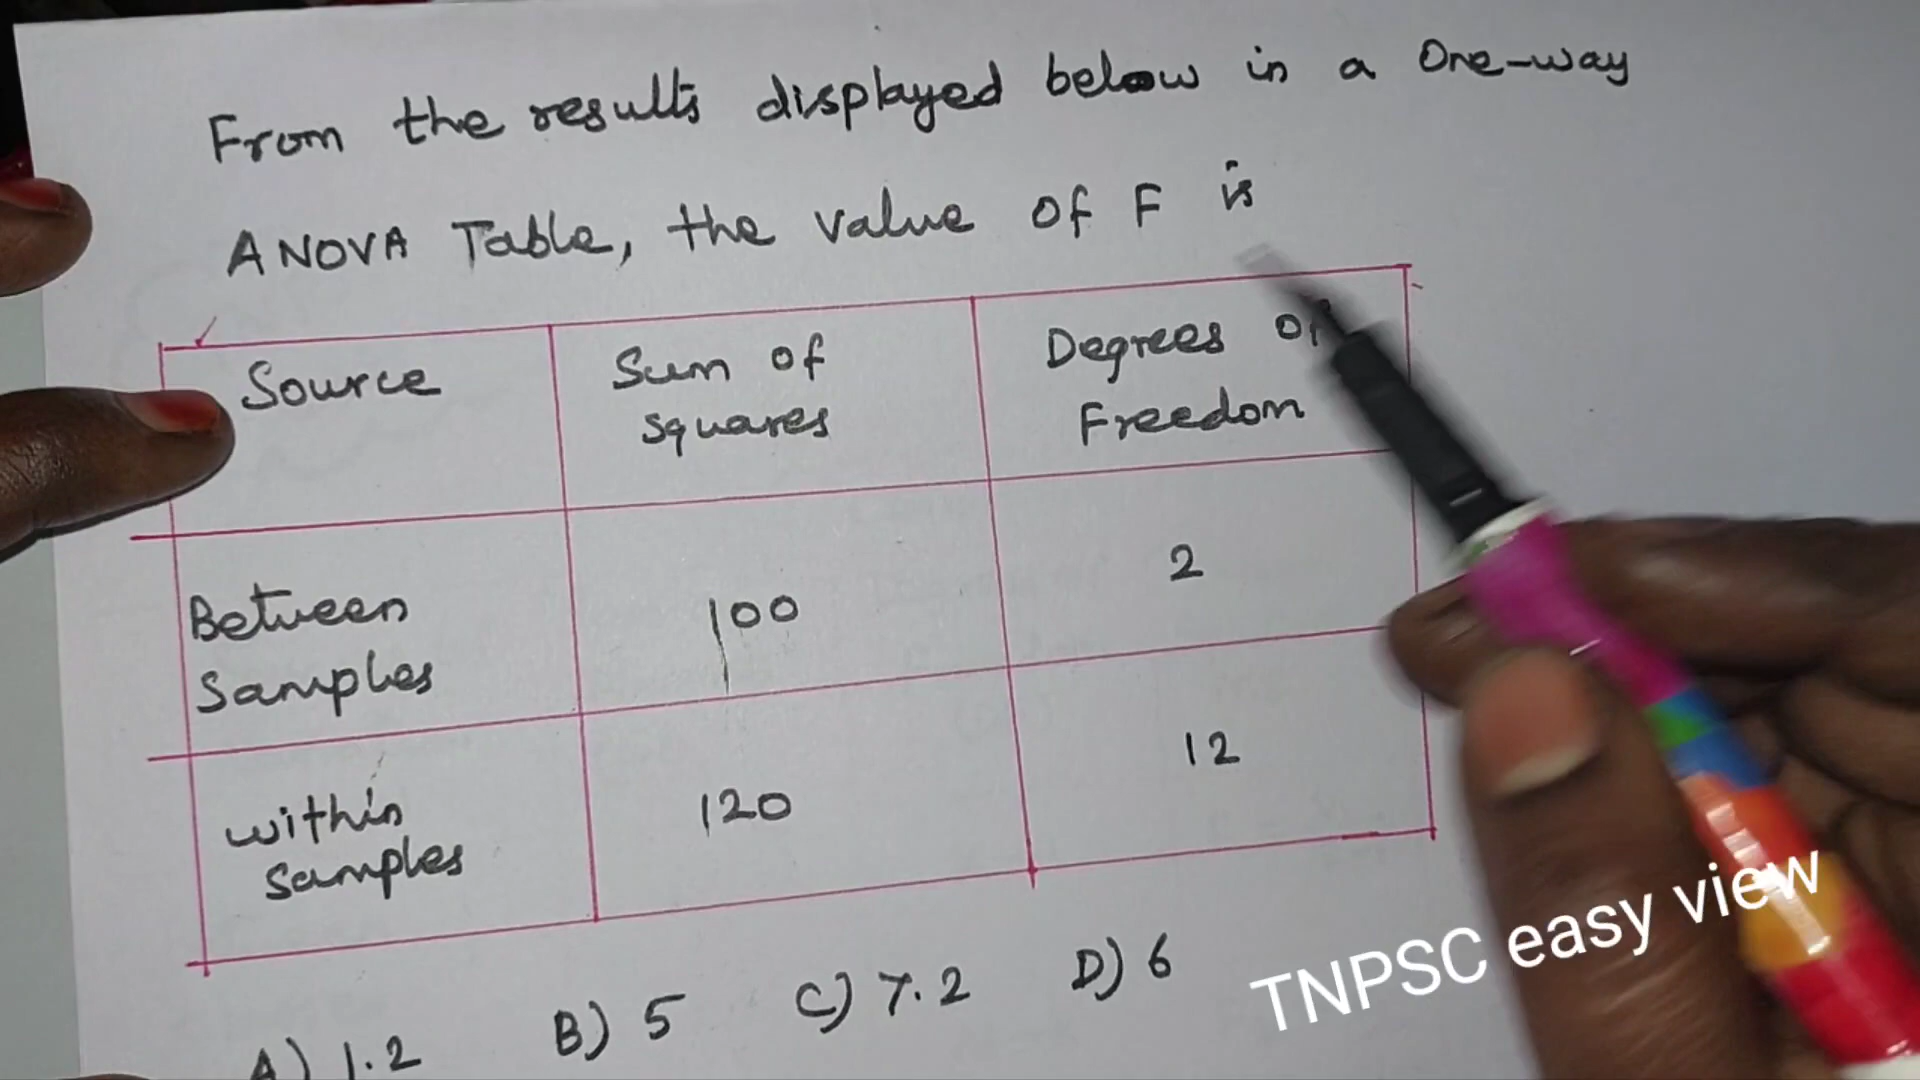 From the results displayed below in a One-way
ANOVA Table, the value of F is
Source
Sum of
squares
Degrees of
Freedom
Between
Samples
100
2
within
samples
120
12
A) 1.2
B) 5
C) 7.2
D) 6
TNPSC easy view